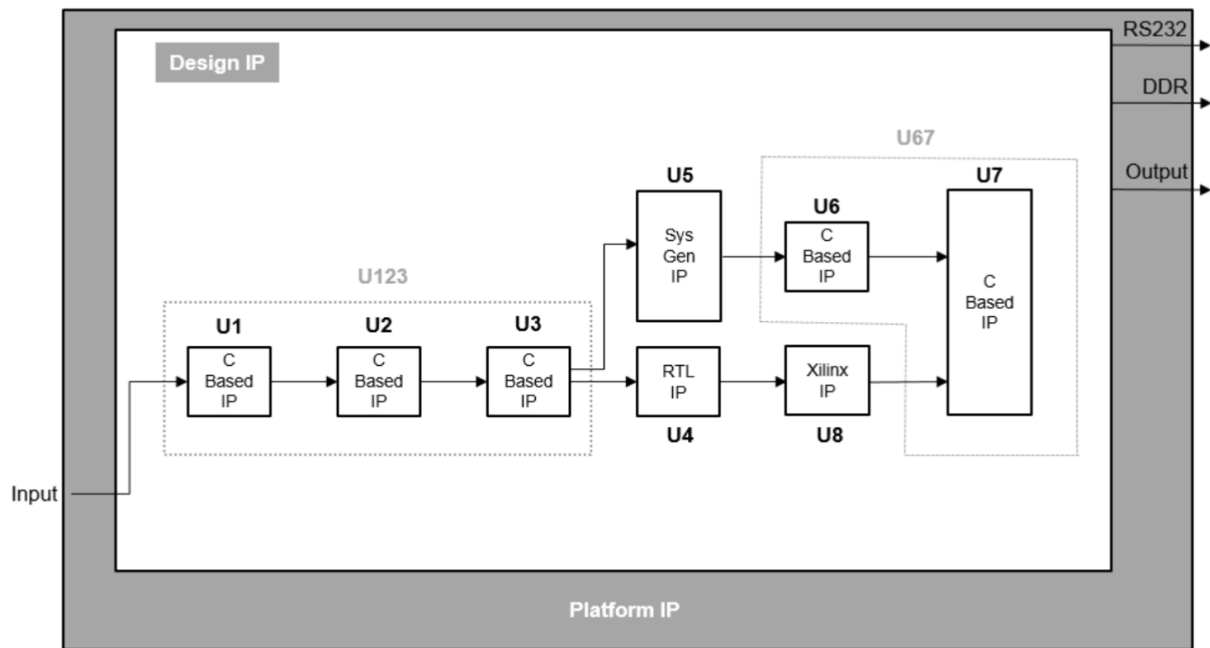 RS232
Design IP
DDR
U67
Output
U5
U7
U6
Sys
Gen
IP
C
Based
IP
C
Based
IP
U123
U1
U2
U3
C
Based
IP
C
Based
IP
C
Based
IP
RTL
IP
Xilinx
IP
U4
U8
Input
Platform IP